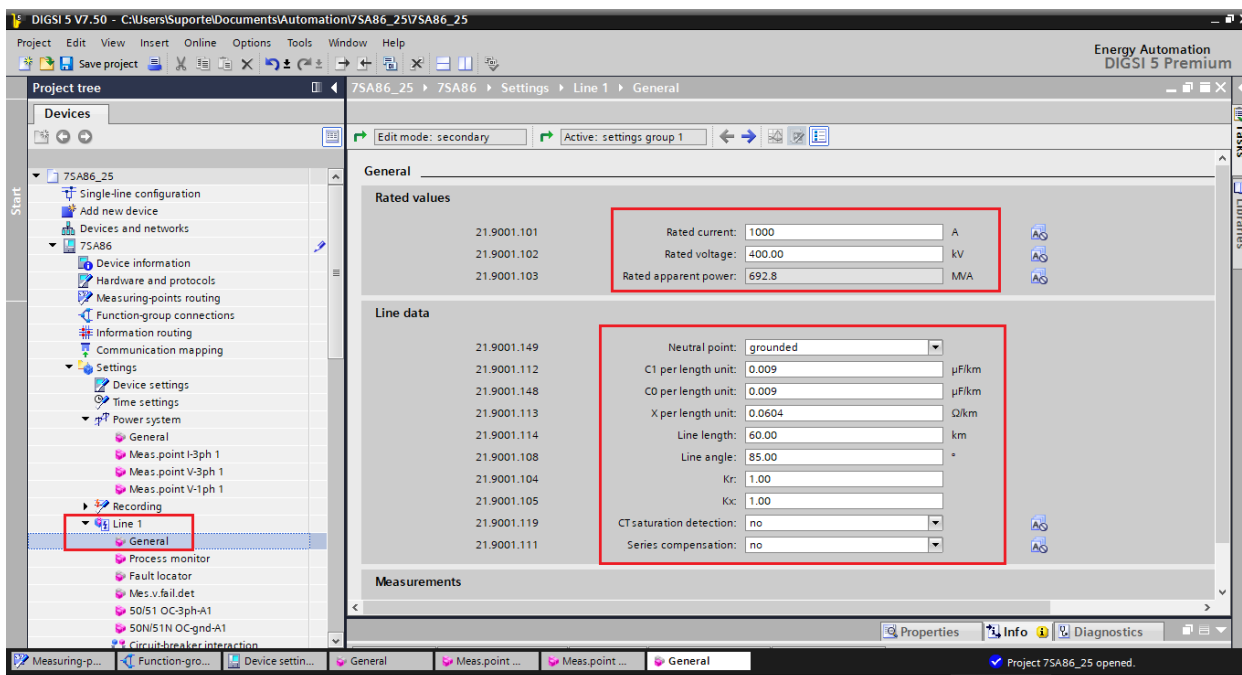 DIGSI 5 V7.50 - C:\Users\Suporte\Documents\Automation\7SA86_25\7SA86_25
Project Edit View Insert Online Options Tools Window Help
Save project
Energy Automation
DIGSI 5 Premium
Project tree
7SA86_25 ▸ 7SA86 ▸ Settings ▸ Line 1 ▸ General
Devices
Edit mode: secondary
Active: settings group 1
Start
Tasks
Libraries
7SA86_25
Single-line configuration
Add new device
Devices and networks
7SA86
Device information
Hardware and protocols
Measuring-points routing
Function-group connections
Information routing
Communication mapping
Settings
Device settings
Time settings
Power system
General
Meas.point I-3ph 1
Meas.point V-3ph 1
Meas.point V-1ph 1
Recording
Line 1
General
Process monitor
Fault locator
Mes.v.fail.det
50/51 OC-3ph-A1
50N/51N OC-gnd-A1
Circuit-breaker interaction
General
Rated values
21.9001.101 Rated current: 1000 A
21.9001.102 Rated voltage: 400.00 kV
21.9001.103 Rated apparent power: 692.8 MVA
Line data
21.9001.149 Neutral point: grounded
21.9001.112 C1 per length unit: 0.009 µF/km
21.9001.148 C0 per length unit: 0.009 µF/km
21.9001.113 X per length unit: 0.0604 Ω/km
21.9001.114 Line length: 60.00 km
21.9001.108 Line angle: 85.00 °
21.9001.104 Kr: 1.00
21.9001.105 Kx: 1.00
21.9001.119 CT saturation detection: no
21.9001.111 Series compensation: no
Measurements
Properties Info Diagnostics
Measuring-p... Function-gro... Device settin... General Meas.point ... Meas.point ... General
Project 7SA86_25 opened.